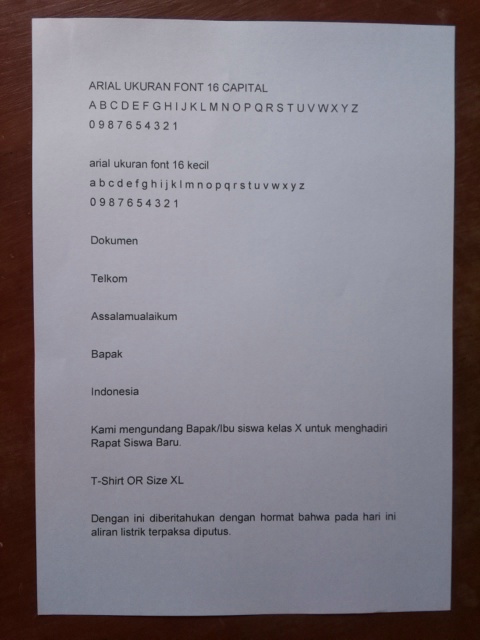 ARIAL UKURAN FONT 16 CAPITAL
A B C D E F G H I J K L M N O P Q R S T U V W X Y Z
0 9 8 7 6 5 4 3 2 1
arial ukuran font 16 kecil
a b c d e f g h i j k l m n o p q r s t u v w x y z
0 9 8 7 6 5 4 3 2 1
Dokumen
Telkom
Assalamualaikum
Bapak
Indonesia
Kami mengundang Bapak/Ibu siswa kelas X untuk menghadiri
Rapat Siswa Baru.
T-Shirt OR Size XL
Dengan ini diberitahukan dengan hormat bahwa pada hari ini
aliran listrik terpaksa diputus.